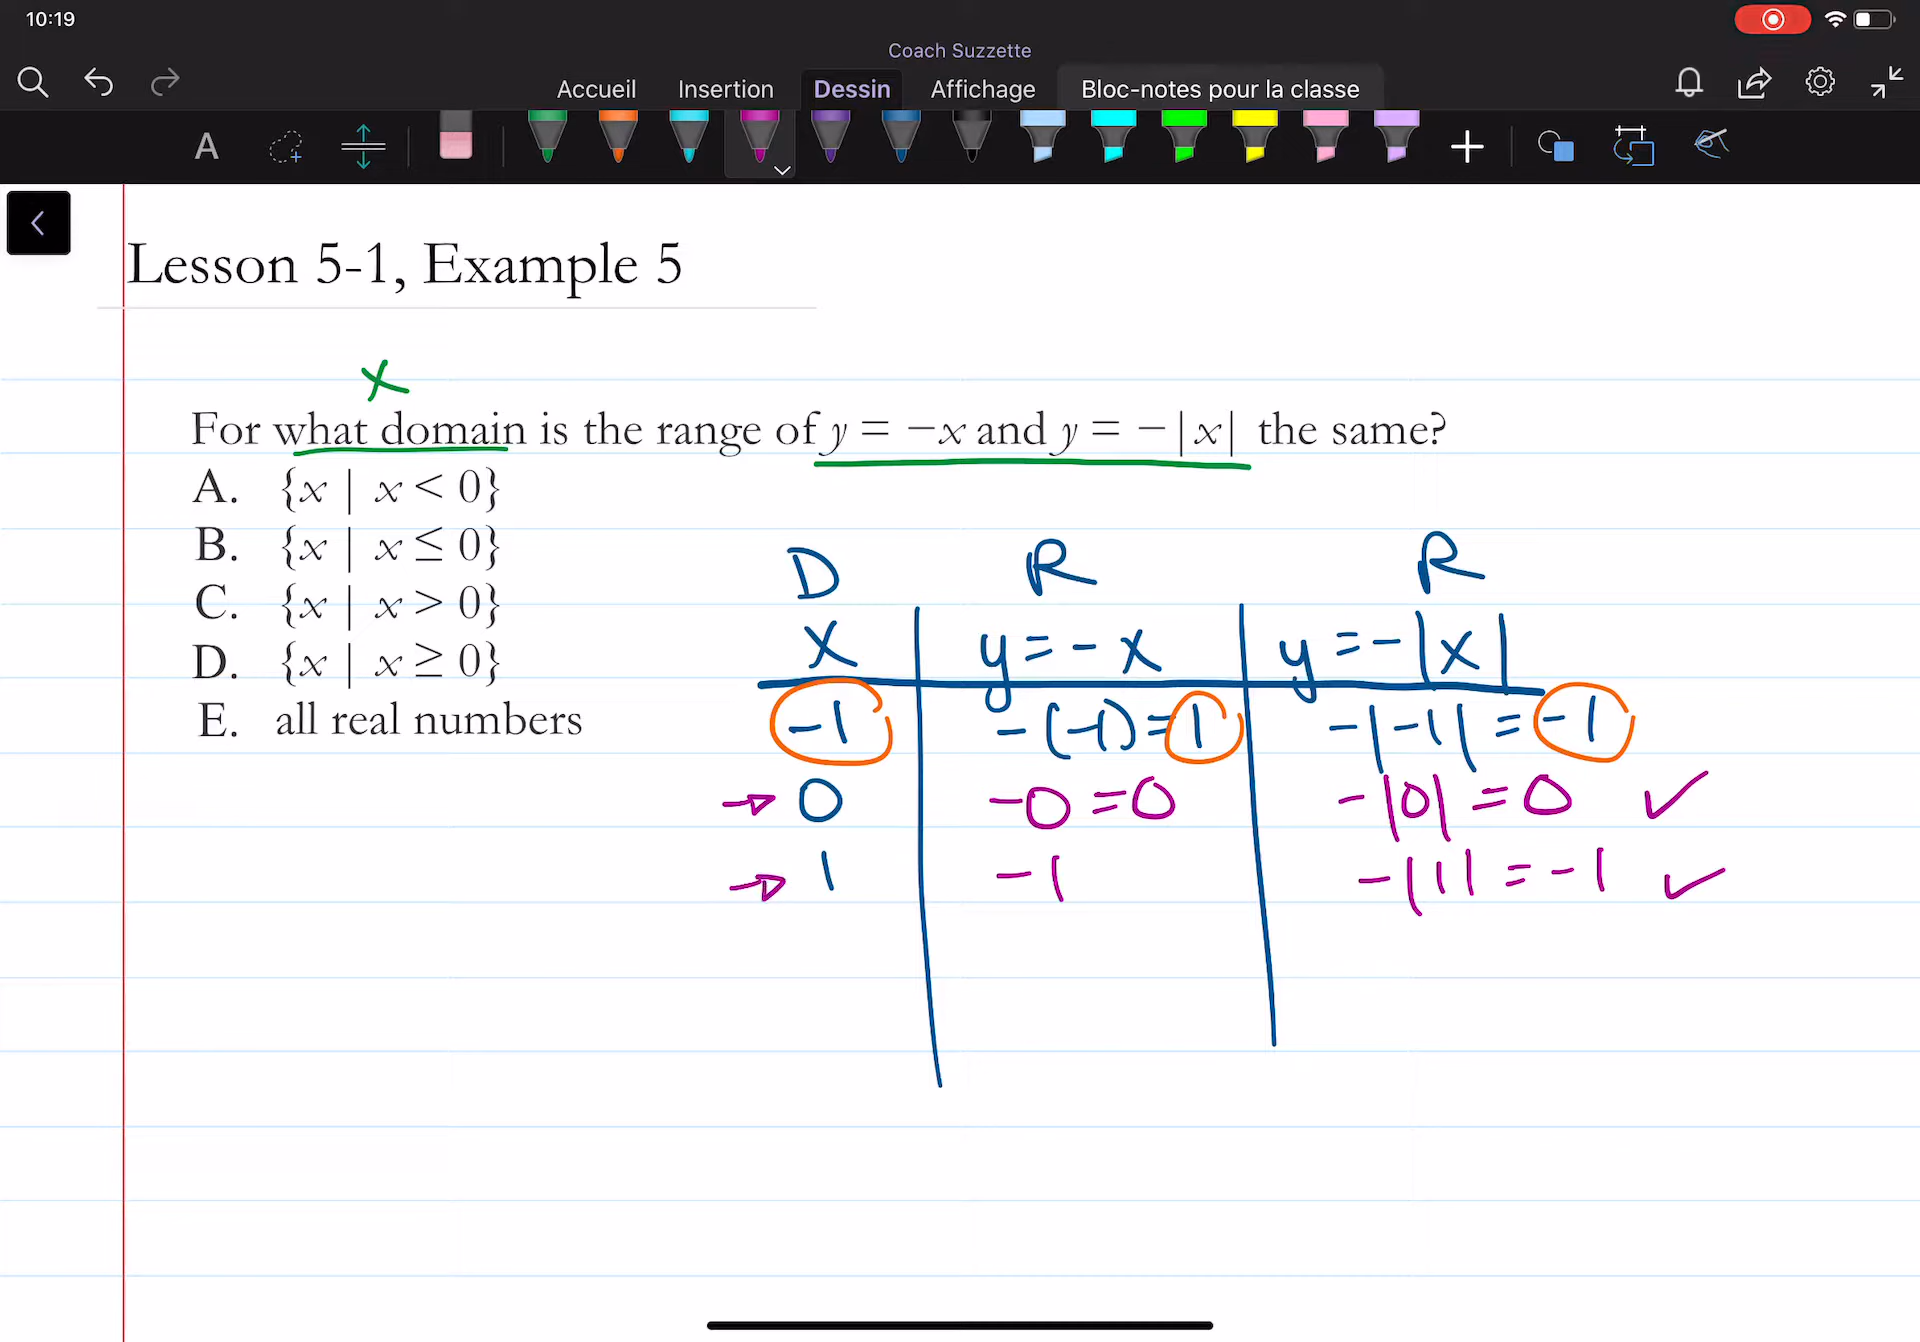 10:19
Coach Suzzette
Accueil Insertion Dessin Affichage Bloc-notes pour la classe
A
Lesson 5-1, Example 5
x
For what domain is the range of y = −x and y = −|x| the same?
A. {x | x < 0}
B. {x | x ≤ 0}
C. {x | x > 0}
D. {x | x ≥ 0}
E. all real numbers
D R R
x y = -x y = -|x|
-1 -(-1) = 1 -|-1| = -1
→ 0 -0 = 0 -|0| = 0 ✓
→ 1 -1 -|1| = -1 ✓